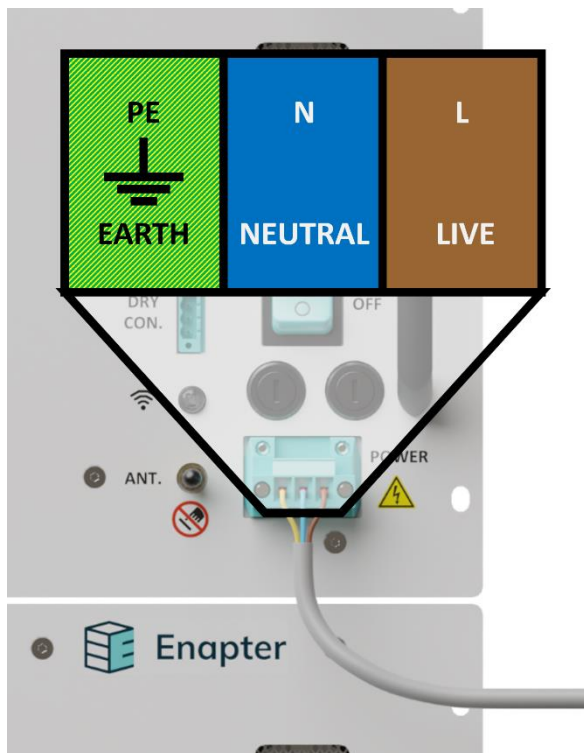 PE N L
EARTH NEUTRAL LIVE
DRY
CON.
OFF
POWER
ANT.
Enapter